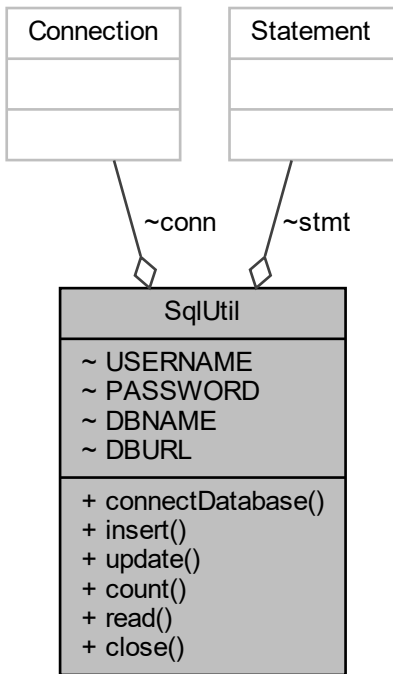 Connection
Statement
~conn
~stmt
SqlUtil
~ USERNAME
~ PASSWORD
~ DBNAME
~ DBURL
+ connectDatabase()
+ insert()
+ update()
+ count()
+ read()
+ close()